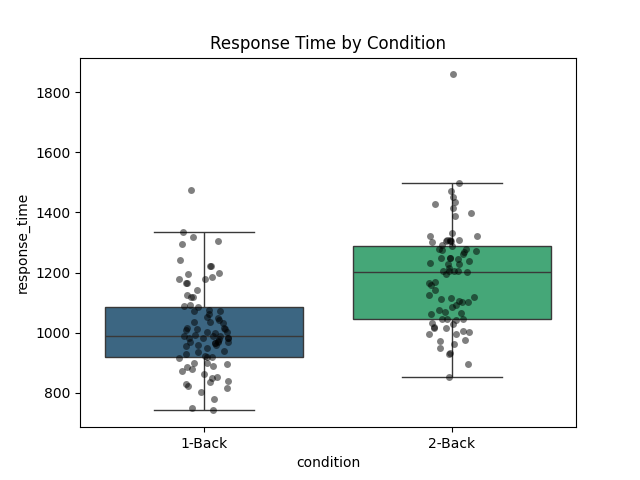 Response Time by Condition
response_time
1800
1600
1400
1200
1000
800
1-Back
2-Back
condition